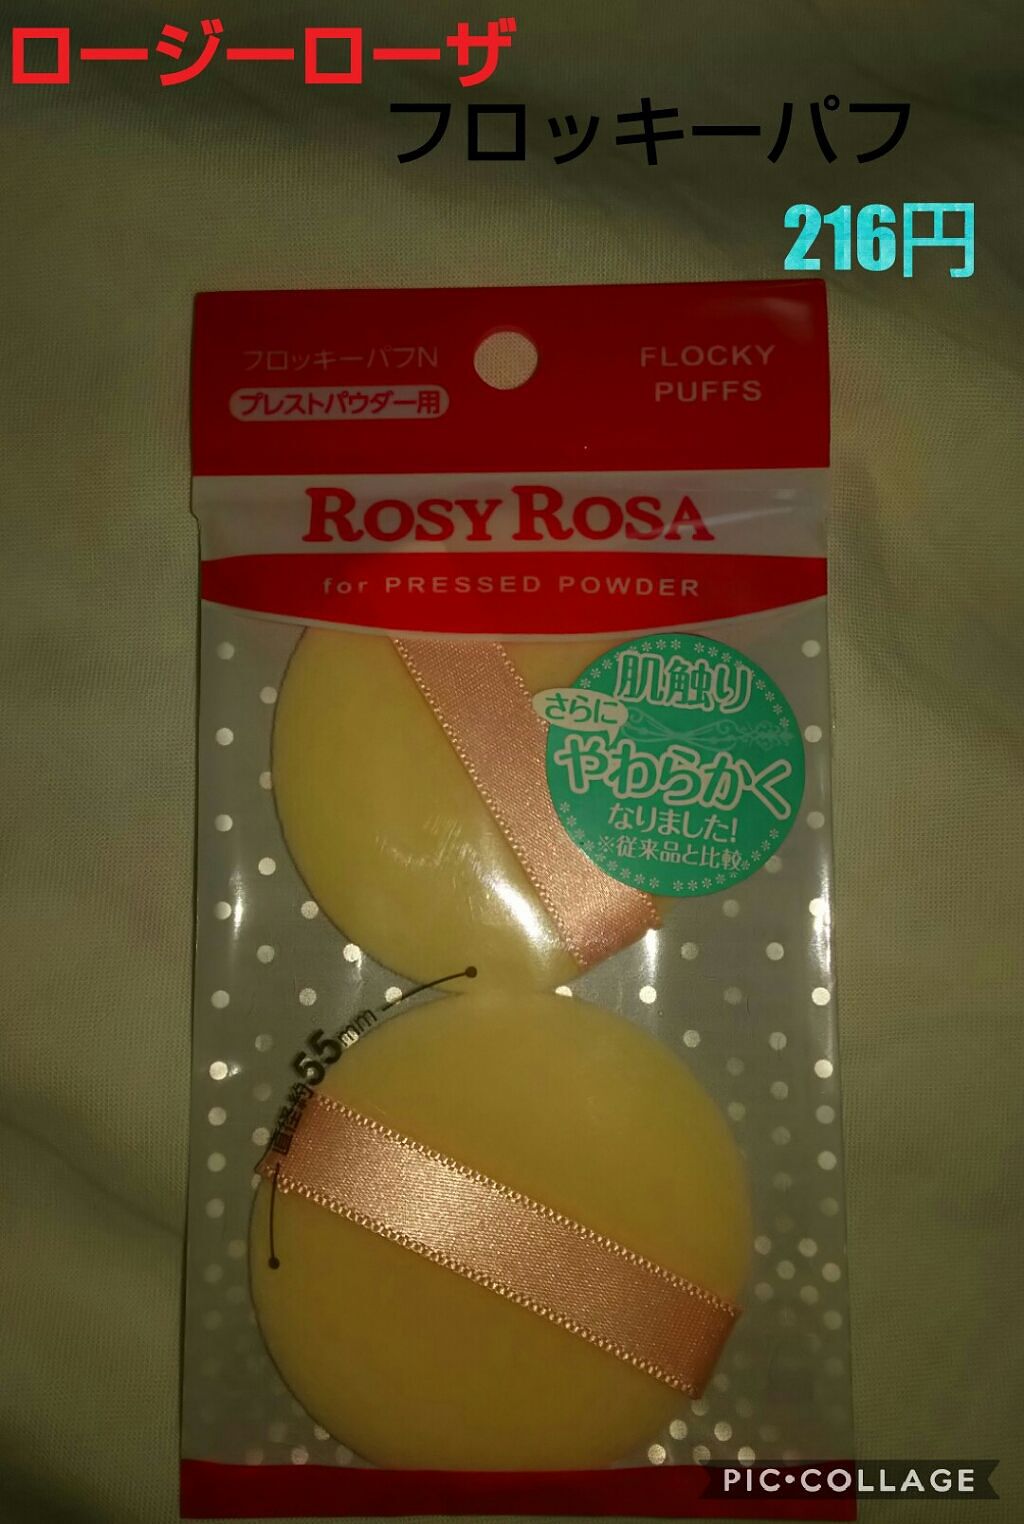 ロージーローザ
フロッキーパフ
216円
フロッキーパフN
プレストパウダー用
FLOCKY
PUFFS
ROSY ROSA
for PRESSED POWDER
肌触り
さらに
やわらかく
なりました!
※従来品と比較
直径約55mm
PIC•COLLAGE